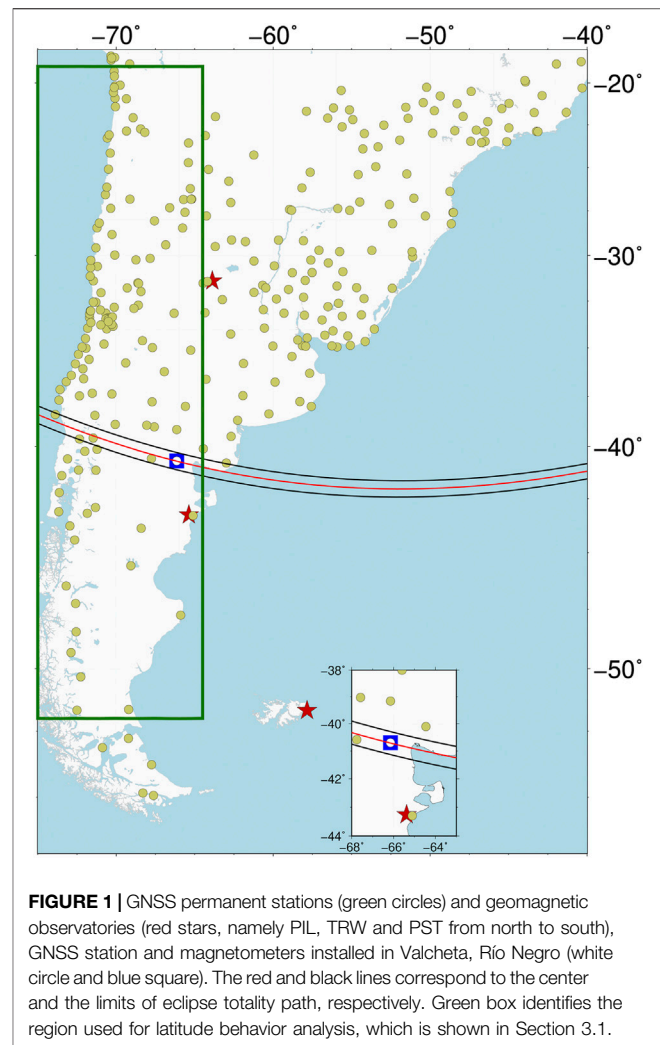 −70° −60° −50° −40°
−20°
−30°
−40°
−50°
−38°
−40°
−42°
−44°
−68° −66° −64°
FIGURE 1 | GNSS permanent stations (green circles) and geomagnetic
observatories (red stars, namely PIL, TRW and PST from north to south),
GNSS station and magnetometers installed in Valcheta, Río Negro (white
circle and blue square). The red and black lines correspond to the center
and the limits of eclipse totality path, respectively. Green box identifies the
region used for latitude behavior analysis, which is shown in Section 3.1.